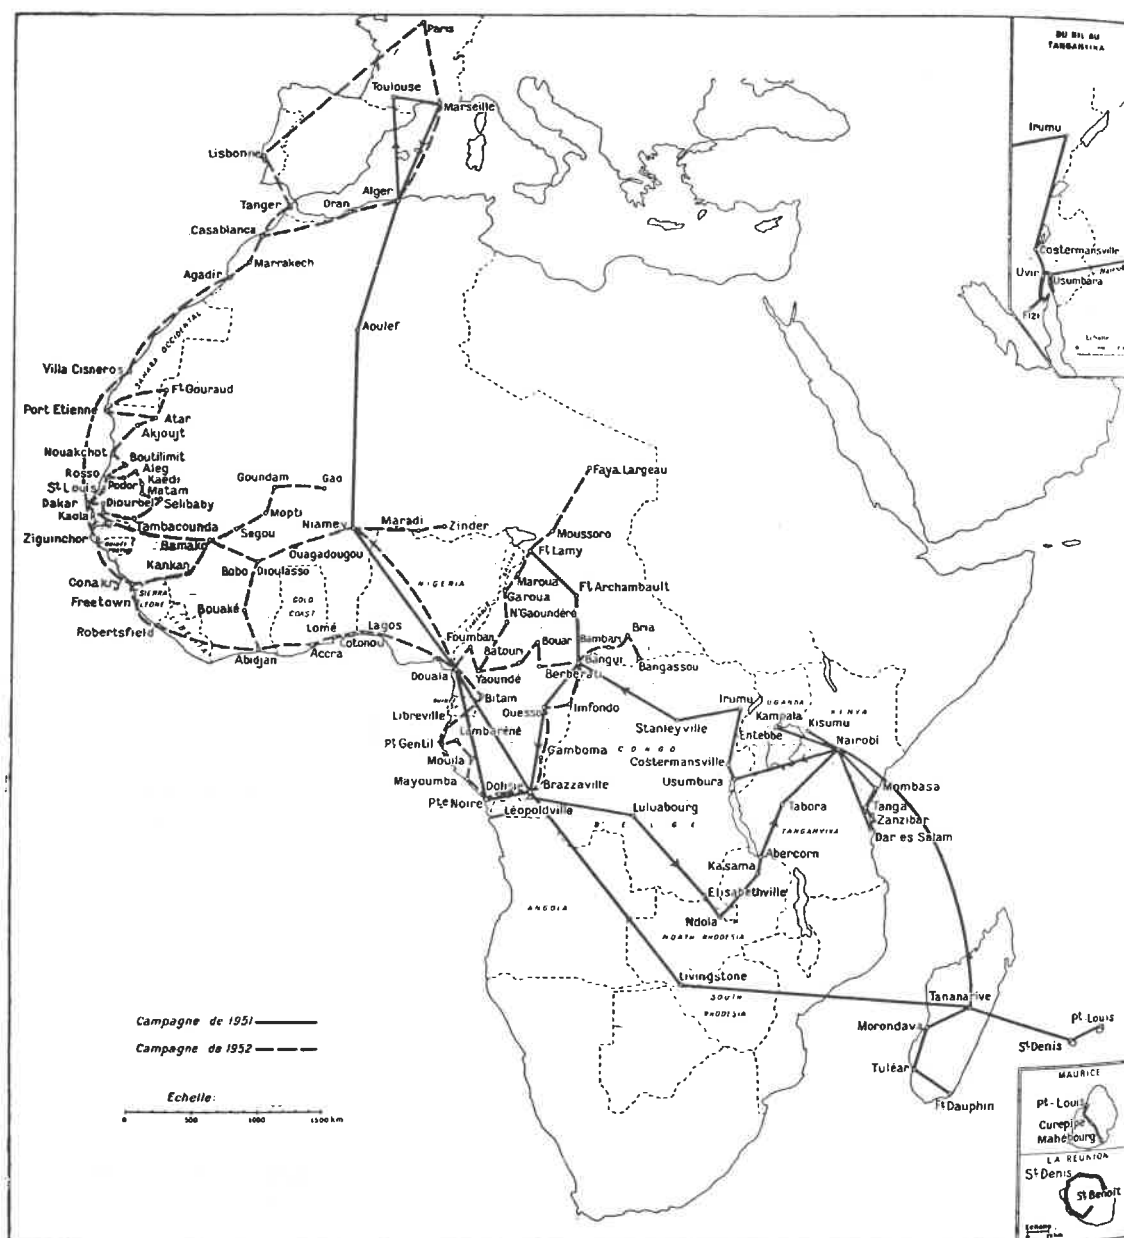 Paris
DU NIL AU
TANGANYIKA
Toulouse
Marseille
Irumu
Lisbonne
Alger
Oran
Tanger
Casablanca
Marrakech
Agadir
Costermansville
Uvira
Usumbara
Nairobi
Fizi
Echelle
Aoulef
SAHARA OCCIDENTAL
Villa Cisneros
Ft Gouraud
Port Etienne
Atar
Akjoujt
Nouakchot
Boutilimit
Rosso
Aleg
Kaédi
Podor
St Louis
Matam
Dakar
Diourbel
Selibaby
Kaola
Tambacounda
Ziguinchor
Goundam
Gao
Mopti
Segou
Bamako
Niamey
Maradi
Zinder
Faya Largeau
Moussoro
Ft Lamy
Ouagadougou
Kankan
Bobo Dioulasso
Conakry
Freetown
SIERRA
LEONE
Robertsfield
Bouaké
GOLD
COAST
NIGERIA
Maroua
Garoua
Ft Archambault
N'Gaoundéré
Lomé
Lagos
Cotonou
Accra
Abidjan
Foumban
Batouri
Bouar
Bambari
Bria
Bangui
Bangassou
Berberati
Douala
Yaoundé
Bitam
Libreville
Lambaréné
Ouesso
Imfondo
Stanleyville
Irumu
UGANDA
KENYA
Kampala
Kisumu
Entebbe
Nairobi
Pt Gentil
Mouila
Gamboma
CONGO
Costermansville
Usumbura
Mayoumba
Dolisie
Brazzaville
Pte Noire
Léopoldville
Luluabourg
BELGE
Mombasa
Tabora
Tanga
Zanzibar
TANGANYIKA
Dar es Salam
Abercorn
Kasama
Elisabethville
Ndola
ANGOLA
NORTH RHODESIA
Livingstone
SOUTH
RHODESIA
Tananarive
Morondava
Pt-Louis
St Denis
Tuléar
Ft Dauphin
Campagne de 1951
Campagne de 1952
Echelle:
0 500 1000 1500 km
MAURICE
Pt-Louis
Curepipe
Mahébourg
LA RÉUNION
St Denis
St Benoit